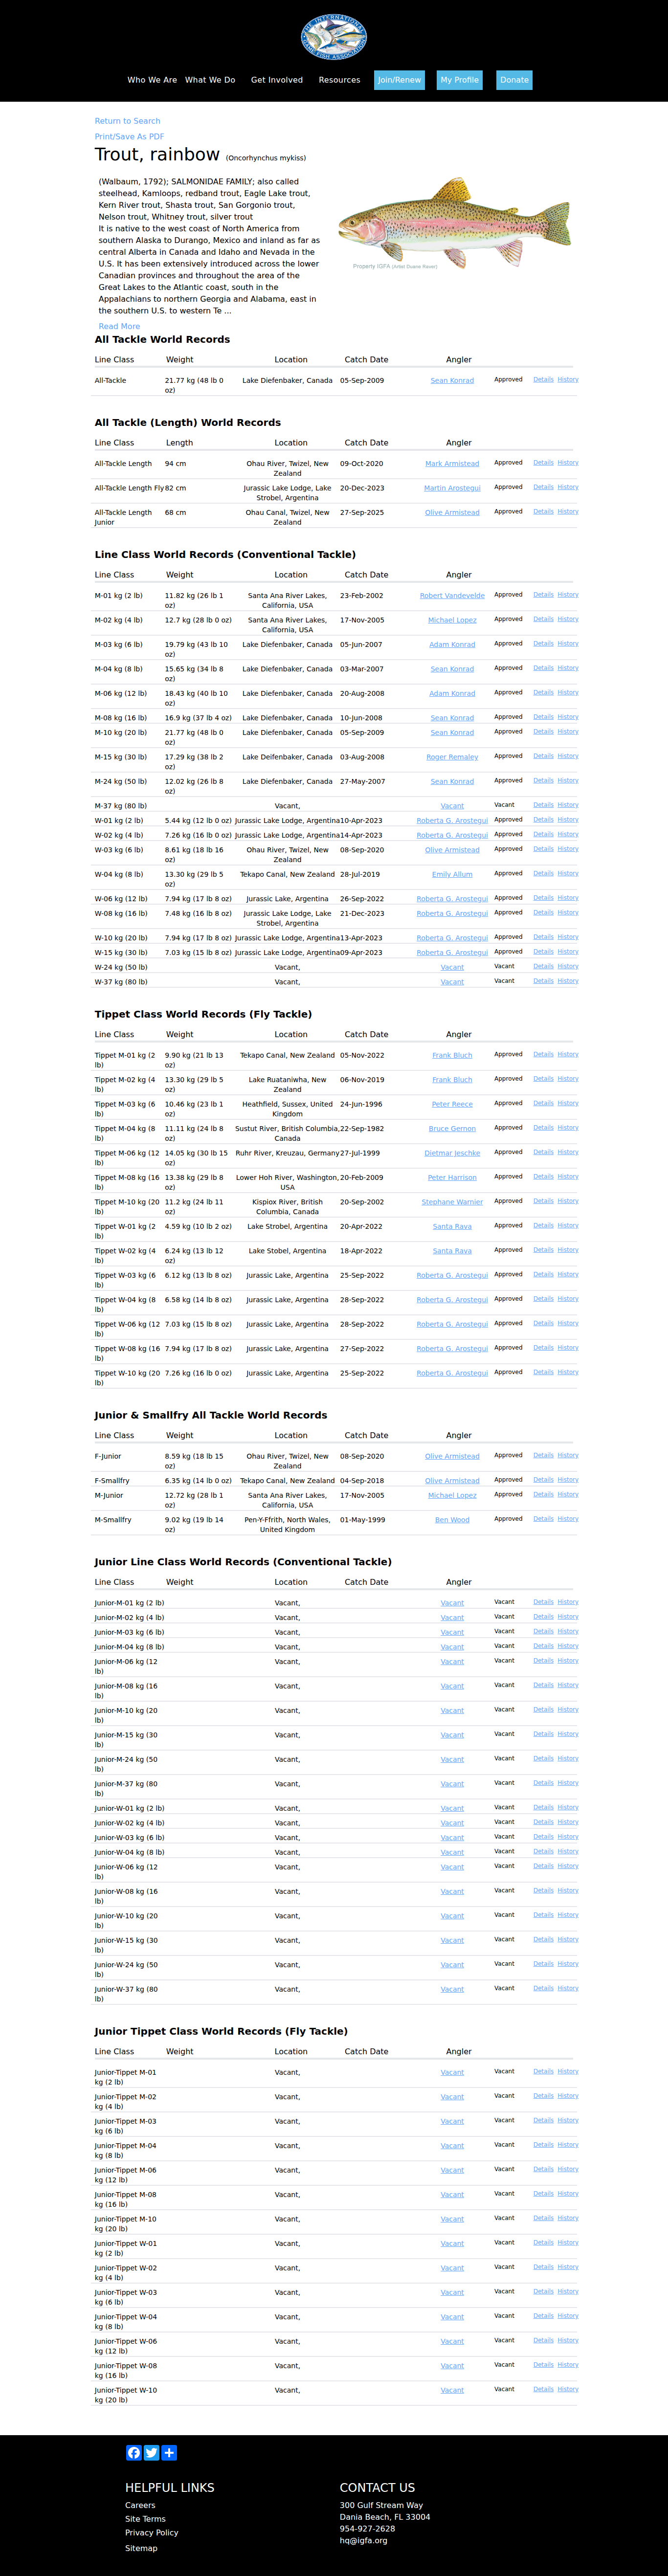 THE INTERNATIONAL GAME FISH ASSOCIATION
Who We Are What We Do Get Involved Resources Join/Renew My Profile Donate
Return to Search
Print/Save As PDF
Trout, rainbow (Oncorhynchus mykiss)
(Walbaum, 1792); SALMONIDAE FAMILY; also called
steelhead, Kamloops, redband trout, Eagle Lake trout,
Kern River trout, Shasta trout, San Gorgonio trout,
Nelson trout, Whitney trout, silver trout
It is native to the west coast of North America from
southern Alaska to Durango, Mexico and inland as far as
central Alberta in Canada and Idaho and Nevada in the
U.S. It has been extensively introduced across the lower
Canadian provinces and throughout the area of the
Great Lakes to the Atlantic coast, south in the
Appalachians to northern Georgia and Alabama, east in
the southern U.S. to western Te ...
Property IGFA (Artist Duane Raver)
Read More
All Tackle World Records
Line Class Weight Location Catch Date Angler
All-Tackle 21.77 kg (48 lb 0 oz) Lake Diefenbaker, Canada 05-Sep-2009 Sean Konrad Approved Details History
All Tackle (Length) World Records
Line Class Length Location Catch Date Angler
All-Tackle Length 94 cm Ohau River, Twizel, New Zealand 09-Oct-2020 Mark Armistead Approved Details History
All-Tackle Length Fly 82 cm Jurassic Lake Lodge, Lake Strobel, Argentina 20-Dec-2023 Martin Arostegui Approved Details History
All-Tackle Length Junior 68 cm Ohau Canal, Twizel, New Zealand 27-Sep-2025 Olive Armistead Approved Details History
Line Class World Records (Conventional Tackle)
Line Class Weight Location Catch Date Angler
M-01 kg (2 lb) 11.82 kg (26 lb 1 oz) Santa Ana River Lakes, California, USA 23-Feb-2002 Robert Vandevelde Approved Details History
M-02 kg (4 lb) 12.7 kg (28 lb 0 oz) Santa Ana River Lakes, California, USA 17-Nov-2005 Michael Lopez Approved Details History
M-03 kg (6 lb) 19.79 kg (43 lb 10 oz) Lake Diefenbaker, Canada 05-Jun-2007 Adam Konrad Approved Details History
M-04 kg (8 lb) 15.65 kg (34 lb 8 oz) Lake Diefenbaker, Canada 03-Mar-2007 Sean Konrad Approved Details History
M-06 kg (12 lb) 18.43 kg (40 lb 10 oz) Lake Diefenbaker, Canada 20-Aug-2008 Adam Konrad Approved Details History
M-08 kg (16 lb) 16.9 kg (37 lb 4 oz) Lake Diefenbaker, Canada 10-Jun-2008 Sean Konrad Approved Details History
M-10 kg (20 lb) 21.77 kg (48 lb 0 oz) Lake Diefenbaker, Canada 05-Sep-2009 Sean Konrad Approved Details History
M-15 kg (30 lb) 17.29 kg (38 lb 2 oz) Lake Deifenbaker, Canada 03-Aug-2008 Roger Remaley Approved Details History
M-24 kg (50 lb) 12.02 kg (26 lb 8 oz) Lake Diefenbaker, Canada 27-May-2007 Sean Konrad Approved Details History
M-37 kg (80 lb) Vacant, Vacant Vacant Details History
W-01 kg (2 lb) 5.44 kg (12 lb 0 oz) Jurassic Lake Lodge, Argentina 10-Apr-2023 Roberta G. Arostegui Approved Details History
W-02 kg (4 lb) 7.26 kg (16 lb 0 oz) Jurassic Lake Lodge, Argentina 14-Apr-2023 Roberta G. Arostegui Approved Details History
W-03 kg (6 lb) 8.61 kg (18 lb 16 oz) Ohau River, Twizel, New Zealand 08-Sep-2020 Olive Armistead Approved Details History
W-04 kg (8 lb) 13.30 kg (29 lb 5 oz) Tekapo Canal, New Zealand 28-Jul-2019 Emily Allum Approved Details History
W-06 kg (12 lb) 7.94 kg (17 lb 8 oz) Jurassic Lake, Argentina 26-Sep-2022 Roberta G. Arostegui Approved Details History
W-08 kg (16 lb) 7.48 kg (16 lb 8 oz) Jurassic Lake Lodge, Lake Strobel, Argentina 21-Dec-2023 Roberta G. Arostegui Approved Details History
W-10 kg (20 lb) 7.94 kg (17 lb 8 oz) Jurassic Lake Lodge, Argentina 13-Apr-2023 Roberta G. Arostegui Approved Details History
W-15 kg (30 lb) 7.03 kg (15 lb 8 oz) Jurassic Lake Lodge, Argentina 09-Apr-2023 Roberta G. Arostegui Approved Details History
W-24 kg (50 lb) Vacant, Vacant Vacant Details History
W-37 kg (80 lb) Vacant, Vacant Vacant Details History
Tippet Class World Records (Fly Tackle)
Line Class Weight Location Catch Date Angler
Tippet M-01 kg (2 lb) 9.90 kg (21 lb 13 oz) Tekapo Canal, New Zealand 05-Nov-2022 Frank Bluch Approved Details History
Tippet M-02 kg (4 lb) 13.30 kg (29 lb 5 oz) Lake Ruataniwha, New Zealand 06-Nov-2019 Frank Bluch Approved Details History
Tippet M-03 kg (6 lb) 10.46 kg (23 lb 1 oz) Heathfield, Sussex, United Kingdom 24-Jun-1996 Peter Reece Approved Details History
Tippet M-04 kg (8 lb) 11.11 kg (24 lb 8 oz) Sustut River, British Columbia, Canada 22-Sep-1982 Bruce Gernon Approved Details History
Tippet M-06 kg (12 lb) 14.05 kg (30 lb 15 oz) Ruhr River, Kreuzau, Germany 27-Jul-1999 Dietmar Jeschke Approved Details History
Tippet M-08 kg (16 lb) 13.38 kg (29 lb 8 oz) Lower Hoh River, Washington, USA 20-Feb-2009 Peter Harrison Approved Details History
Tippet M-10 kg (20 lb) 11.2 kg (24 lb 11 oz) Kispiox River, British Columbia, Canada 20-Sep-2002 Stephane Warnier Approved Details History
Tippet W-01 kg (2 lb) 4.59 kg (10 lb 2 oz) Lake Strobel, Argentina 20-Apr-2022 Santa Rava Approved Details History
Tippet W-02 kg (4 lb) 6.24 kg (13 lb 12 oz) Lake Stobel, Argentina 18-Apr-2022 Santa Rava Approved Details History
Tippet W-03 kg (6 lb) 6.12 kg (13 lb 8 oz) Jurassic Lake, Argentina 25-Sep-2022 Roberta G. Arostegui Approved Details History
Tippet W-04 kg (8 lb) 6.58 kg (14 lb 8 oz) Jurassic Lake, Argentina 28-Sep-2022 Roberta G. Arostegui Approved Details History
Tippet W-06 kg (12 lb) 7.03 kg (15 lb 8 oz) Jurassic Lake, Argentina 28-Sep-2022 Roberta G. Arostegui Approved Details History
Tippet W-08 kg (16 lb) 7.94 kg (17 lb 8 oz) Jurassic Lake, Argentina 27-Sep-2022 Roberta G. Arostegui Approved Details History
Tippet W-10 kg (20 lb) 7.26 kg (16 lb 0 oz) Jurassic Lake, Argentina 25-Sep-2022 Roberta G. Arostegui Approved Details History
Junior & Smallfry All Tackle World Records
Line Class Weight Location Catch Date Angler
F-Junior 8.59 kg (18 lb 15 oz) Ohau River, Twizel, New Zealand 08-Sep-2020 Olive Armistead Approved Details History
F-Smallfry 6.35 kg (14 lb 0 oz) Tekapo Canal, New Zealand 04-Sep-2018 Olive Armistead Approved Details History
M-Junior 12.72 kg (28 lb 1 oz) Santa Ana River Lakes, California, USA 17-Nov-2005 Michael Lopez Approved Details History
M-Smallfry 9.02 kg (19 lb 14 oz) Pen-Y-Ffrith, North Wales, United Kingdom 01-May-1999 Ben Wood Approved Details History
Junior Line Class World Records (Conventional Tackle)
Line Class Weight Location Catch Date Angler
Junior-M-01 kg (2 lb) Vacant, Vacant Vacant Details History
Junior-M-02 kg (4 lb) Vacant, Vacant Vacant Details History
Junior-M-03 kg (6 lb) Vacant, Vacant Vacant Details History
Junior-M-04 kg (8 lb) Vacant, Vacant Vacant Details History
Junior-M-06 kg (12 lb) Vacant, Vacant Vacant Details History
Junior-M-08 kg (16 lb) Vacant, Vacant Vacant Details History
Junior-M-10 kg (20 lb) Vacant, Vacant Vacant Details History
Junior-M-15 kg (30 lb) Vacant, Vacant Vacant Details History
Junior-M-24 kg (50 lb) Vacant, Vacant Vacant Details History
Junior-M-37 kg (80 lb) Vacant, Vacant Vacant Details History
Junior-W-01 kg (2 lb) Vacant, Vacant Vacant Details History
Junior-W-02 kg (4 lb) Vacant, Vacant Vacant Details History
Junior-W-03 kg (6 lb) Vacant, Vacant Vacant Details History
Junior-W-04 kg (8 lb) Vacant, Vacant Vacant Details History
Junior-W-06 kg (12 lb) Vacant, Vacant Vacant Details History
Junior-W-08 kg (16 lb) Vacant, Vacant Vacant Details History
Junior-W-10 kg (20 lb) Vacant, Vacant Vacant Details History
Junior-W-15 kg (30 lb) Vacant, Vacant Vacant Details History
Junior-W-24 kg (50 lb) Vacant, Vacant Vacant Details History
Junior-W-37 kg (80 lb) Vacant, Vacant Vacant Details History
Junior Tippet Class World Records (Fly Tackle)
Line Class Weight Location Catch Date Angler
Junior-Tippet M-01 kg (2 lb) Vacant, Vacant Vacant Details History
Junior-Tippet M-02 kg (4 lb) Vacant, Vacant Vacant Details History
Junior-Tippet M-03 kg (6 lb) Vacant, Vacant Vacant Details History
Junior-Tippet M-04 kg (8 lb) Vacant, Vacant Vacant Details History
Junior-Tippet M-06 kg (12 lb) Vacant, Vacant Vacant Details History
Junior-Tippet M-08 kg (16 lb) Vacant, Vacant Vacant Details History
Junior-Tippet M-10 kg (20 lb) Vacant, Vacant Vacant Details History
Junior-Tippet W-01 kg (2 lb) Vacant, Vacant Vacant Details History
Junior-Tippet W-02 kg (4 lb) Vacant, Vacant Vacant Details History
Junior-Tippet W-03 kg (6 lb) Vacant, Vacant Vacant Details History
Junior-Tippet W-04 kg (8 lb) Vacant, Vacant Vacant Details History
Junior-Tippet W-06 kg (12 lb) Vacant, Vacant Vacant Details History
Junior-Tippet W-08 kg (16 lb) Vacant, Vacant Vacant Details History
Junior-Tippet W-10 kg (20 lb) Vacant, Vacant Vacant Details History
HELPFUL LINKS
Careers
Site Terms
Privacy Policy
Sitemap
CONTACT US
300 Gulf Stream Way
Dania Beach, FL 33004
954-927-2628
hq@igfa.org